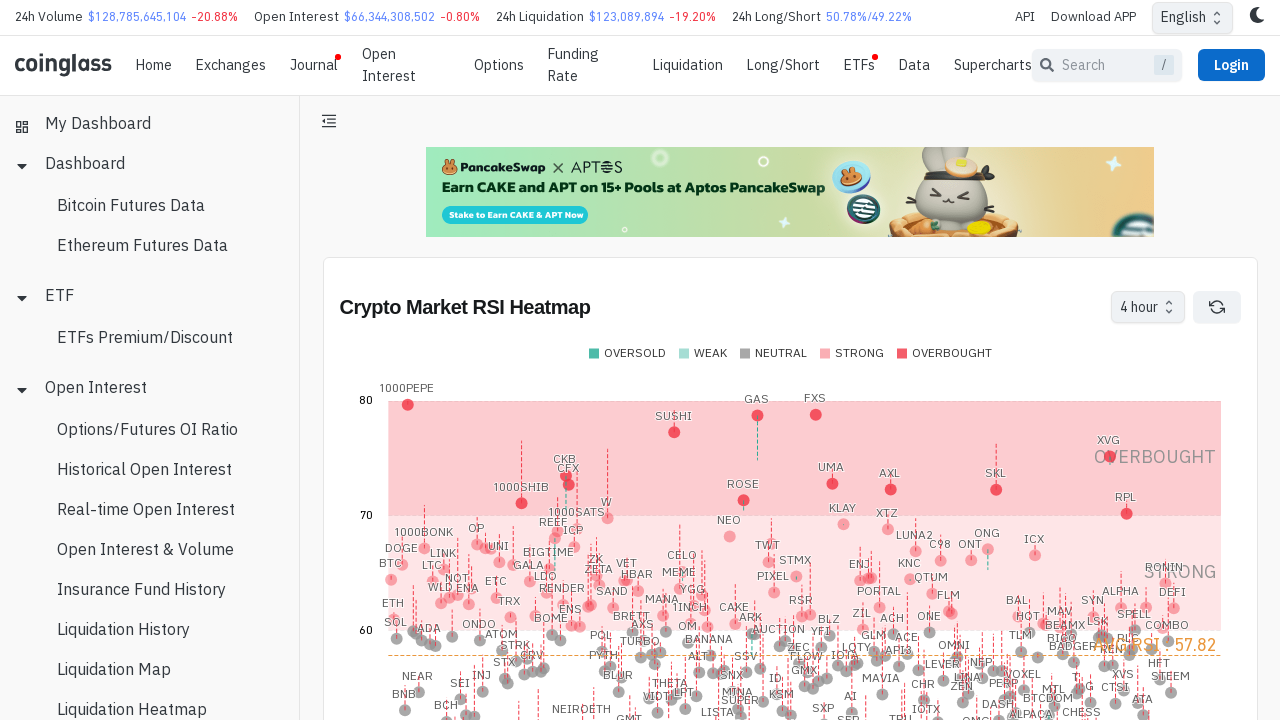 24h Volume $128,785,645,104 -20.88% Open Interest $66,344,308,502 -0.80% 24h Liquidation $123,089,894 -19.20% 24h Long/Short 50.78%/49.22% API Download APP English
coinglass Home Exchanges Journal Open Interest Options Funding Rate Liquidation Long/Short ETFs Data Supercharts Search / Login
My Dashboard
Dashboard
Bitcoin Futures Data
Ethereum Futures Data
ETF
ETFs Premium/Discount
Open Interest
Options/Futures OI Ratio
Historical Open Interest
Real-time Open Interest
Open Interest & Volume
Insurance Fund History
Liquidation History
Liquidation Map
Liquidation Heatmap
PancakeSwap X APTOS
Earn CAKE and APT on 15+ Pools at Aptos PancakeSwap
Stake to Earn CAKE & APT Now
Crypto Market RSI Heatmap
4 hour
OVERSOLD WEAK NEUTRAL STRONG OVERBOUGHT
1000PEPE
80
GAS
FXS
SUSHI
XVG
OVERBOUGHT
CKB
CFX
UMA
AXL
SKL
1000SHIB
ROSE
RPL
W
1000SATS
KLAY
XTZ
70
NEO
REEF
ICP
OP
1000BONK
LUNA2
ONG
ICX
DOGE
UNI
TWT
C98
ONT
LINK
BIGTIME
CELO
BTC
LTC
GALA
ZK
ZETA
VET
STMX
ENJ
KNC
RONIN
STRONG
NOT
LDO
HBAR
MEME
PIXEL
QTUM
WLD
ENA
ETC
RENDER
SAND
YGG
PORTAL
FLM
ALPHA
DEFI
ETH
TRX
ENS
MANA
1INCH
CAKE
RSR
ZIL
BAL
SYN
SOL
BOME
BRETT
ARK
BLZ
ACH
ONE
HOT
MAV
SPELL
ADA
ONDO
AXS
OM
AUCTION
YFI
BEAMX
LSK
COMBO
60
ATOM
POL
TURBO
BANANA
GLM
ACE
TLM
RIGO
STRK
ZEC
LQTY
API3
OMNI
BADGER
AVG RSI : 57.82
STX
CRV
PYTH
ALT
SSV
IOTA
LEVER
NFP
HFT
NEAR
INJ
BLUR
SNX
ID
GMX
LINA
VOXEL
XVS
STEEM
SEI
THETA
MAVIA
CHR
ZEN
PERP
MTL
CTSI
BNB
LPT
KSM
AI
DASH
BTCDOM
ATA
BCH
NEIROETH
SUPER
SXP
IOTX
CHESS
GMT
LISTA
ALPACA